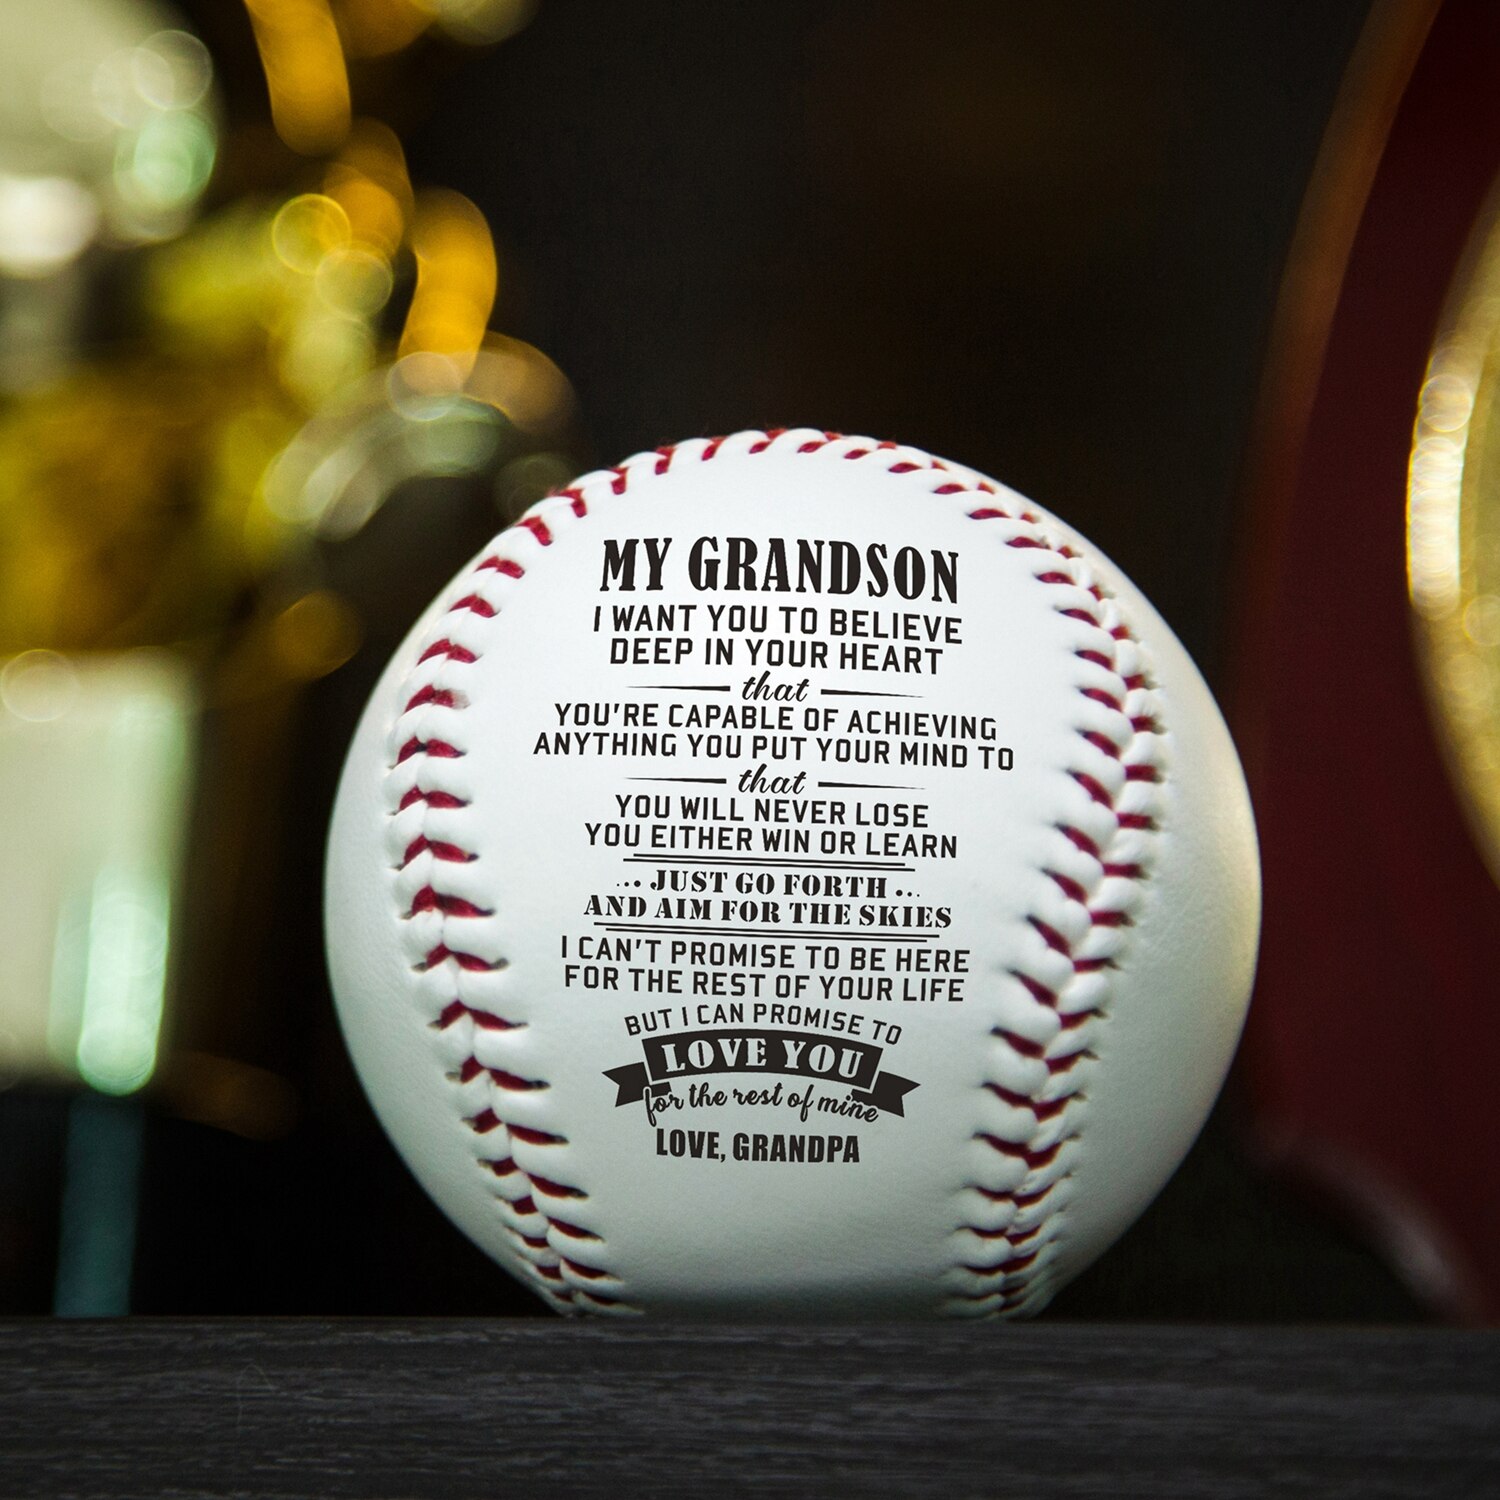 MY GRANDSON
I WANT YOU TO BELIEVE
DEEP IN YOUR HEART
that
YOU'RE CAPABLE OF ACHIEVING
ANYTHING YOU PUT YOUR MIND TO
that
YOU WILL NEVER LOSE
YOU EITHER WIN OR LEARN
... JUST GO FORTH ...
AND AIM FOR THE SKIES
I CAN'T PROMISE TO BE HERE
FOR THE REST OF YOUR LIFE
BUT I CAN PROMISE TO
LOVE YOU
for the rest of mine
LOVE, GRANDPA